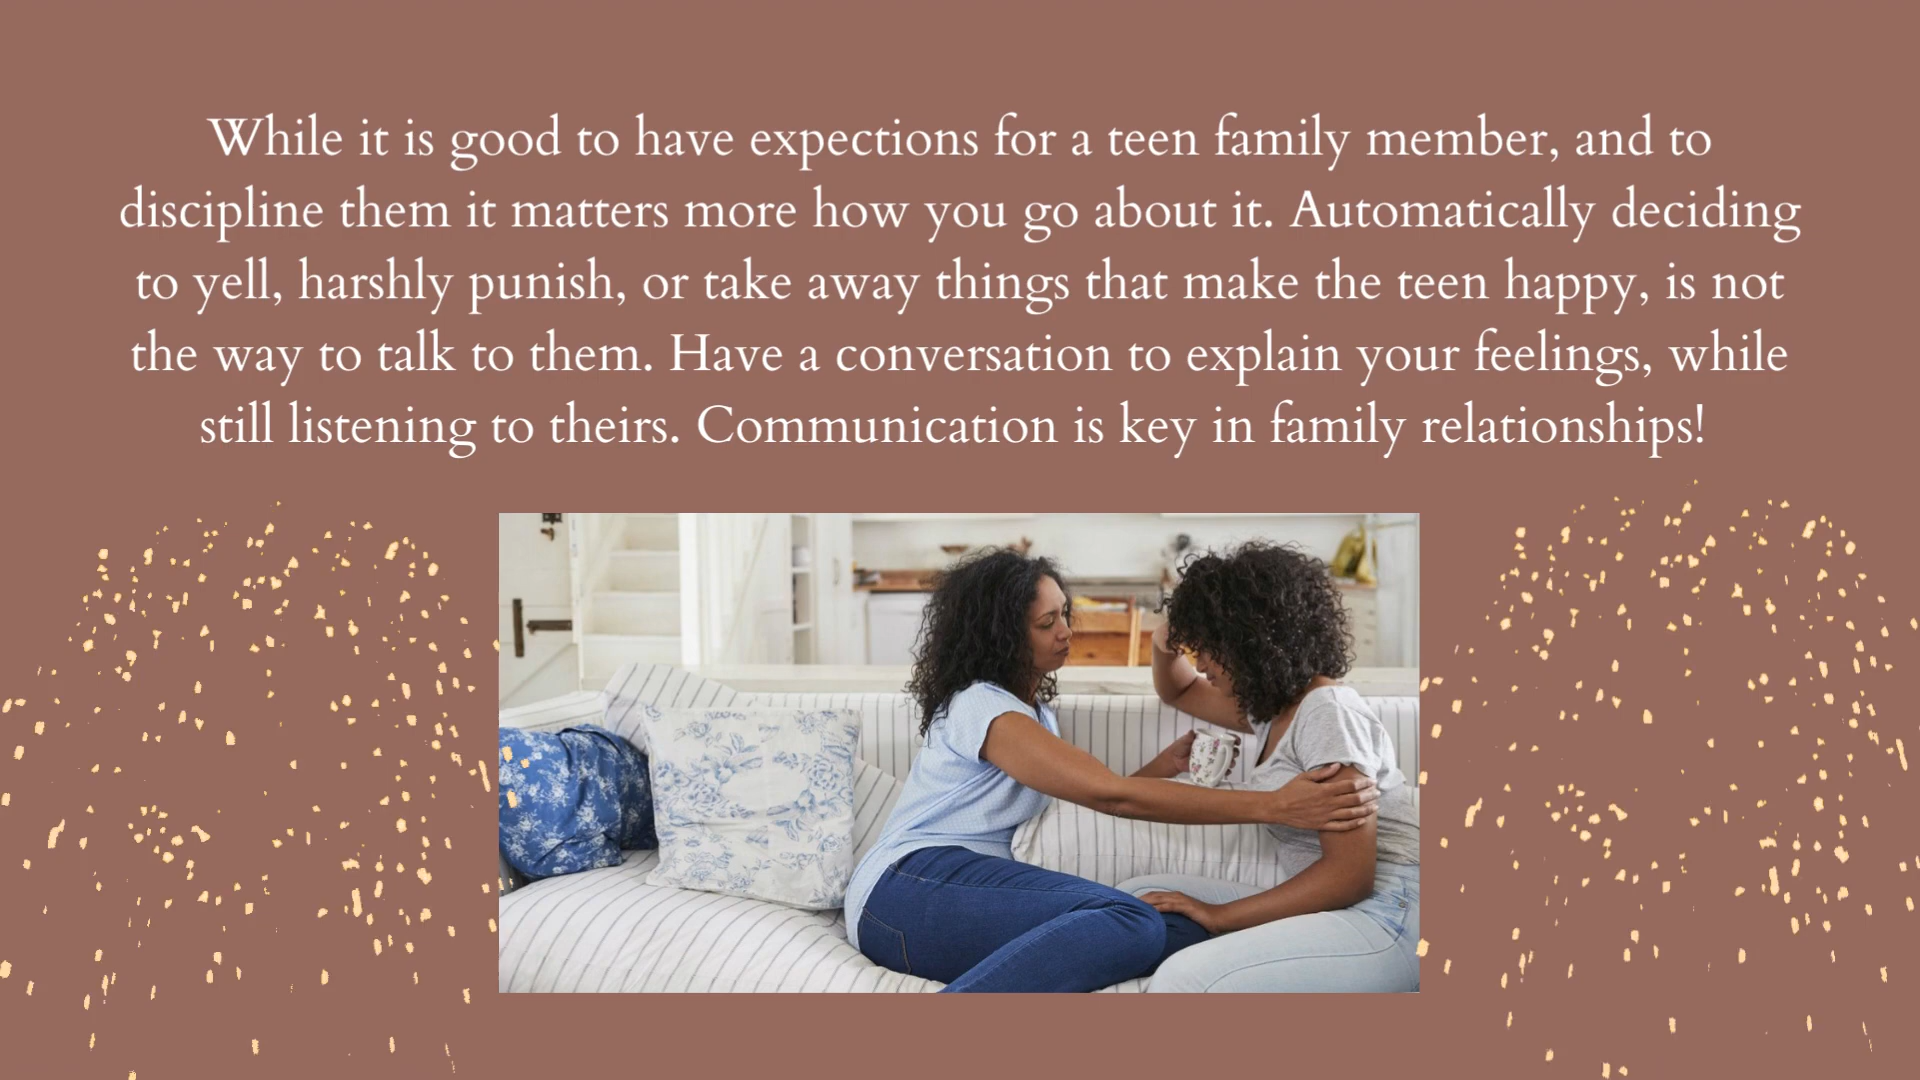 While it is good to have expections for a teen family member, and to
discipline them it matters more how you go about it. Automatically deciding
to yell, harshly punish, or take away things that make the teen happy, is not
the way to talk to them. Have a conversation to explain your feelings, while
still listening to theirs. Communication is key in family relationships!